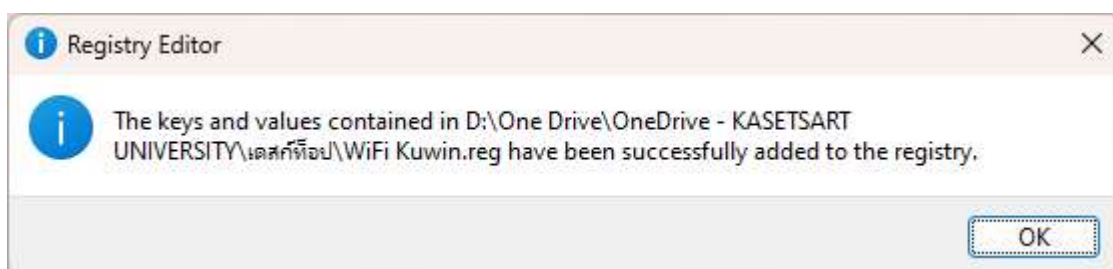 Registry Editor
The keys and values contained in D:\One Drive\OneDrive - KASETSART
UNIVERSITY\เดสก์ท็อป\WiFi Kuwin.reg have been successfully added to the registry.
OK